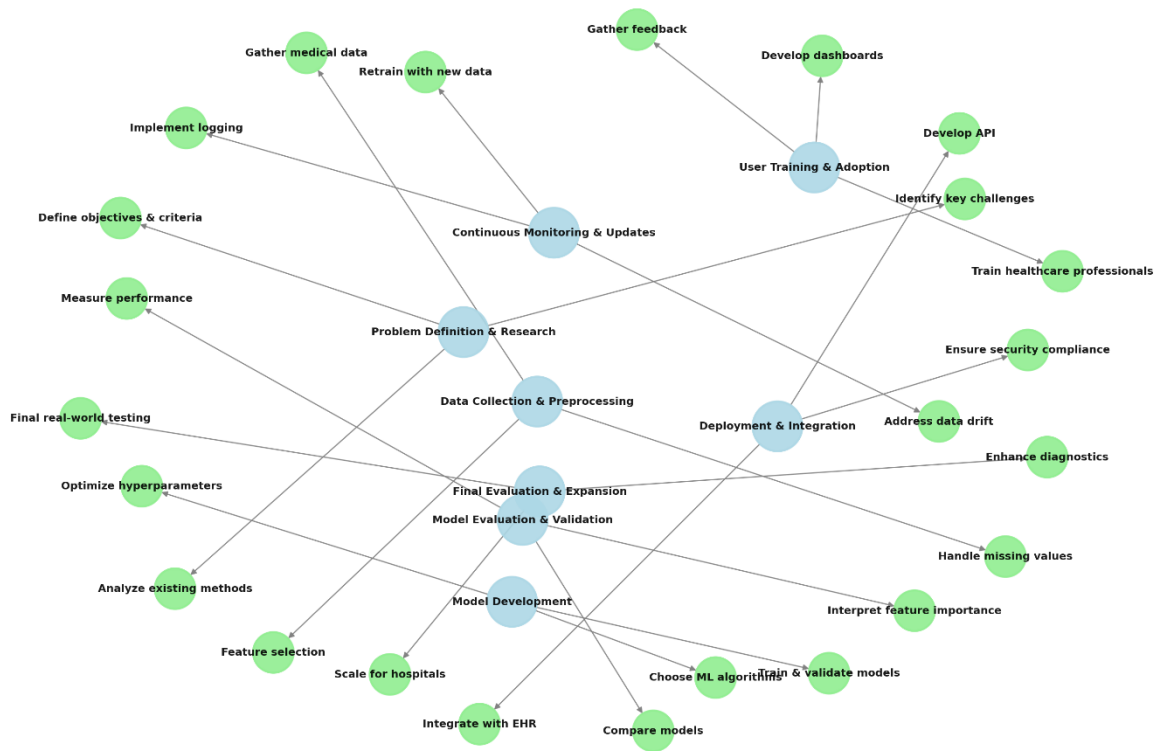 Gather feedback
Gather medical data
Develop dashboards
Retrain with new data
Implement logging
Develop API
User Training & Adoption
Identify key challenges
Define objectives & criteria
Continuous Monitoring & Updates
Train healthcare professionals
Measure performance
Problem Definition & Research
Ensure security compliance
Data Collection & Preprocessing
Final real-world testing
Address data drift
Deployment & Integration
Enhance diagnostics
Optimize hyperparameters
Final Evaluation & Expansion
Model Evaluation & Validation
Handle missing values
Analyze existing methods
Model Development
Interpret feature importance
Feature selection
Scale for hospitals
Choose ML algorithms
Train & validate models
Integrate with EHR
Compare models